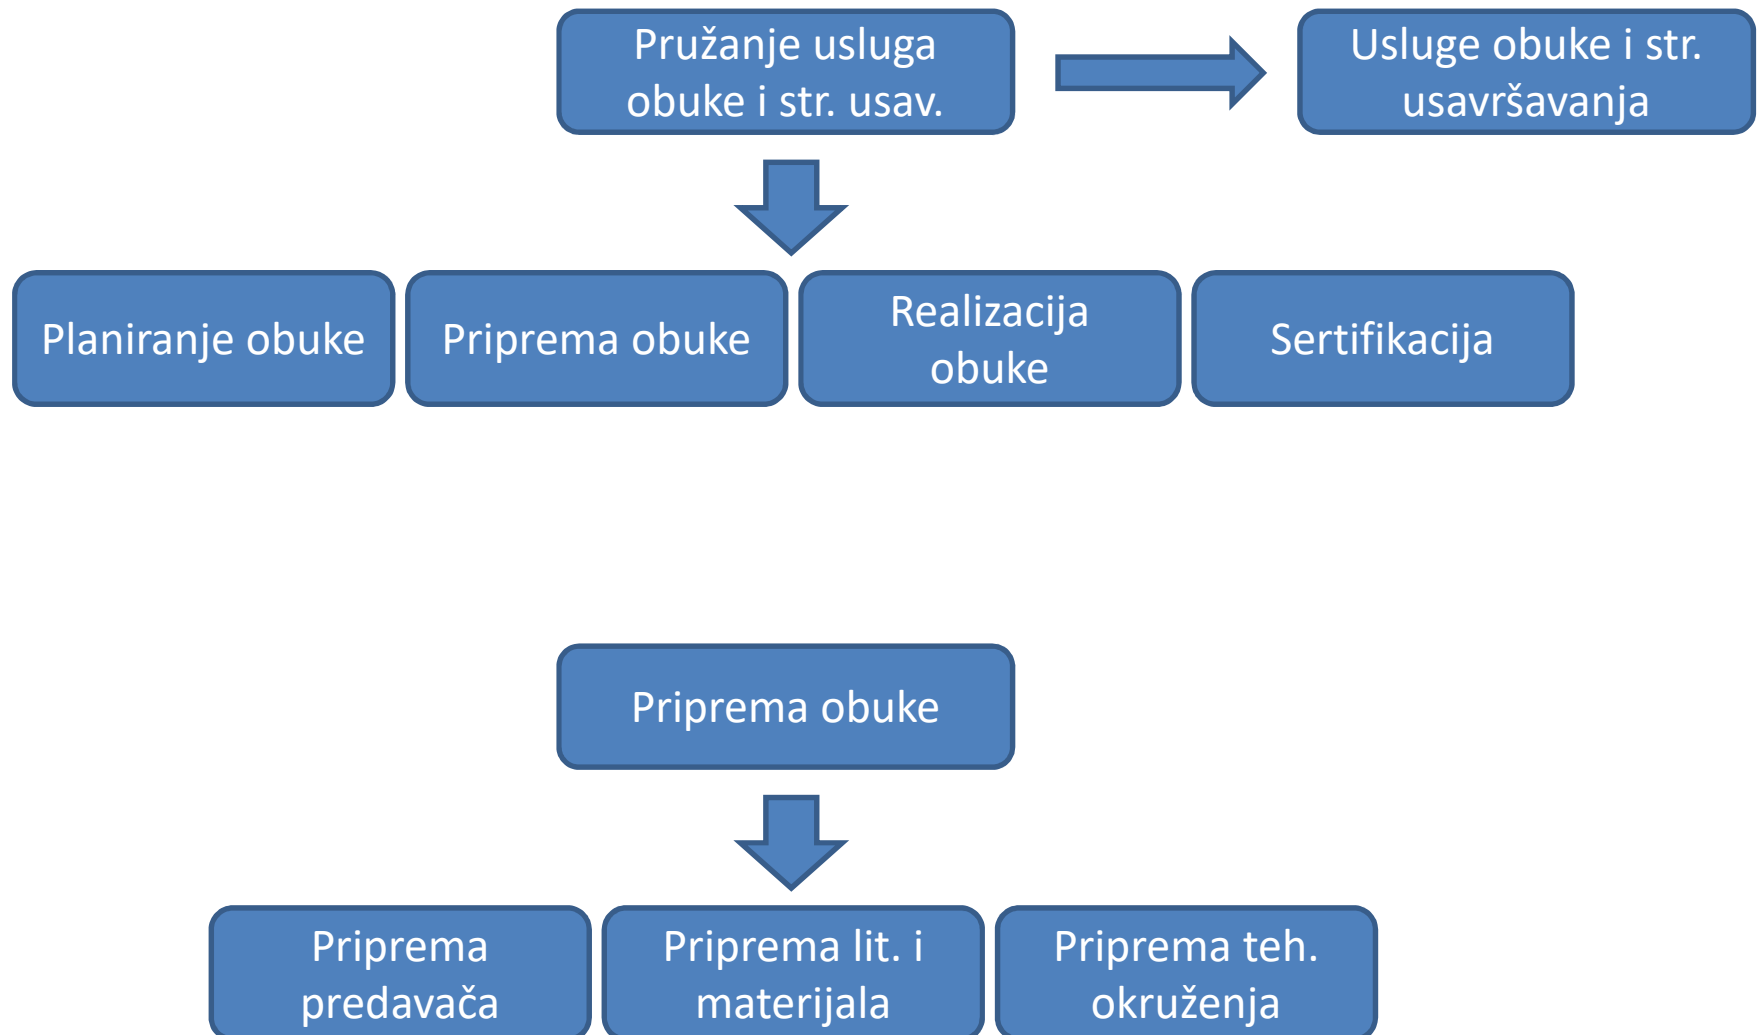 Pružanje usluga
obuke i str. usav.
Usluge obuke i str.
usavršavanja
Planiranje obuke
Priprema obuke
Realizacija
obuke
Sertifikacija
Priprema obuke
Priprema
predavača
Priprema lit. i
materijala
Priprema teh.
okruženja